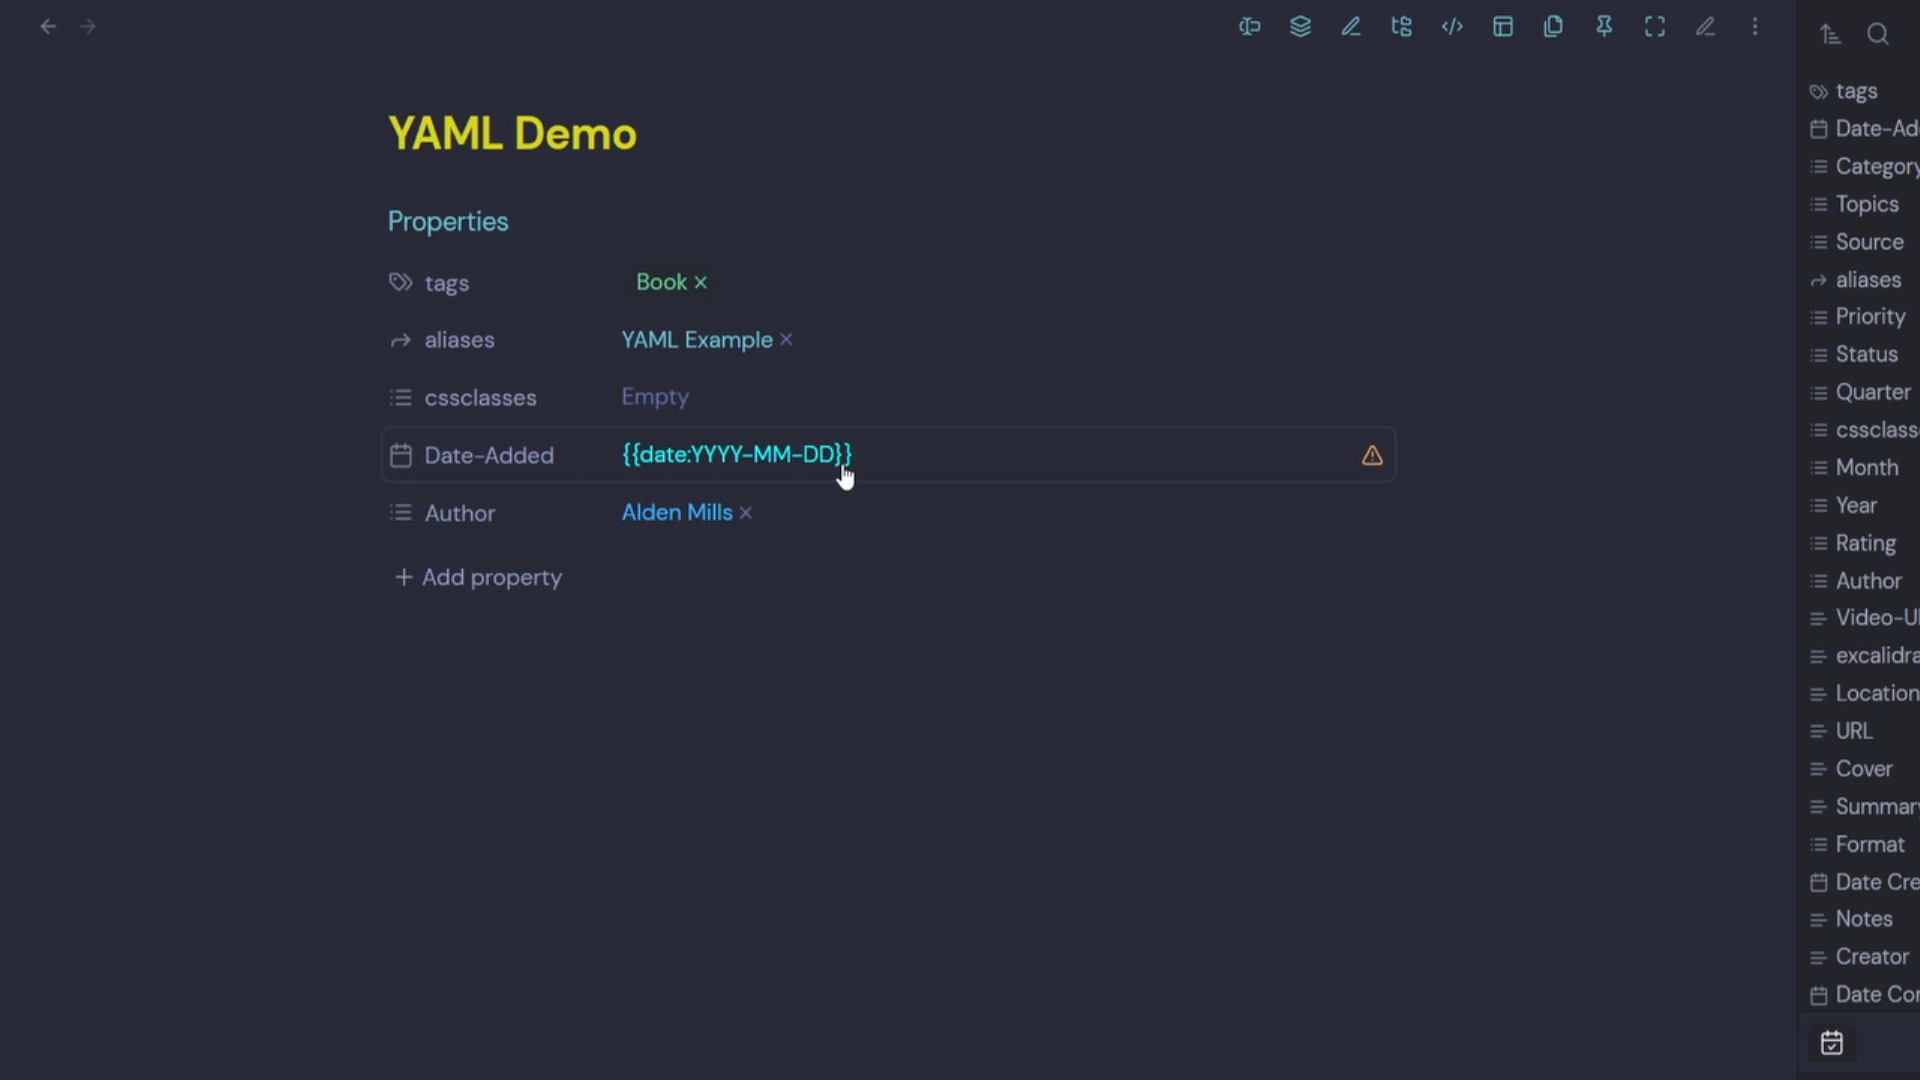 YAML Demo
Properties
tags Book
aliases YAML Example
cssclasses Empty
Date-Added {{date:YYYY-MM-DD}}
Author Alden Mills
Add property
tags
Date-Ad
Category
Topics
Source
aliases
Priority
Status
Quarter
cssclass
Month
Year
Rating
Author
Video-U
excalidra
Location
URL
Cover
Summar
Format
Date Cre
Notes
Creator
Date Co